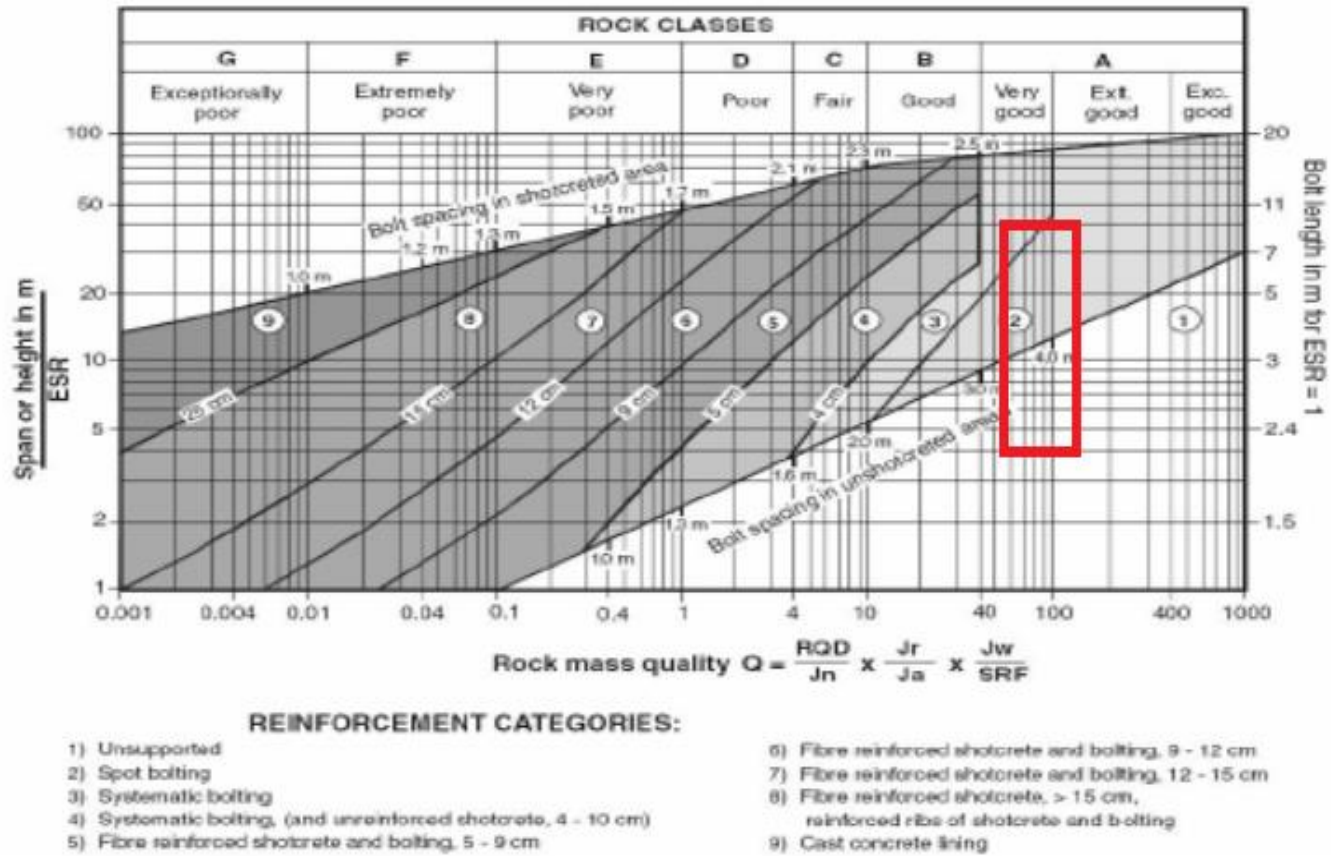 ROCK CLASSES
G F E D C B A
Exceptionally poor
Extremely poor
Very poor
Poor
Fair
Good
Very good
Ext. good
Exc. good
Span or height in m
ESR
100
50
20
10
5
2
1
Bolt spacing in shotcreted area
1.0 m
1.2 m
1.3 m
1.5 m
1.7 m
2.1 m
2.3 m
2.5 m
9 8 7 6 5 4 3 2 1
14 cm
12 cm
9 cm
5 cm
4 cm
Bolt spacing in unshotcreted area
1.0 m
1.3 m
1.6 m
2.0 m
3.0 m
4.0 m
20
11
7
5
3
2.4
1.5
Bolt length in m for ESR = 1
0.001 0.004 0.01 0.04 0.1 0.4 1 4 10 40 100 400 1000
Rock mass quality Q = RQD/Jn x Jr/Ja x Jw/SRF
REINFORCEMENT CATEGORIES:
1) Unsupported
2) Spot bolting
3) Systematic bolting
4) Systematic bolting, (and unreinforced shotcrete, 4 - 10 cm)
5) Fibre reinforced shotcrete and bolting, 5 - 9 cm
6) Fibre reinforced shotcrete and bolting, 9 - 12 cm
7) Fibre reinforced shotcrete and bolting, 12 - 15 cm
8) Fibre reinforced shotcrete, > 15 cm,
reinforced ribs of shotcrete and bolting
9) Cast concrete lining